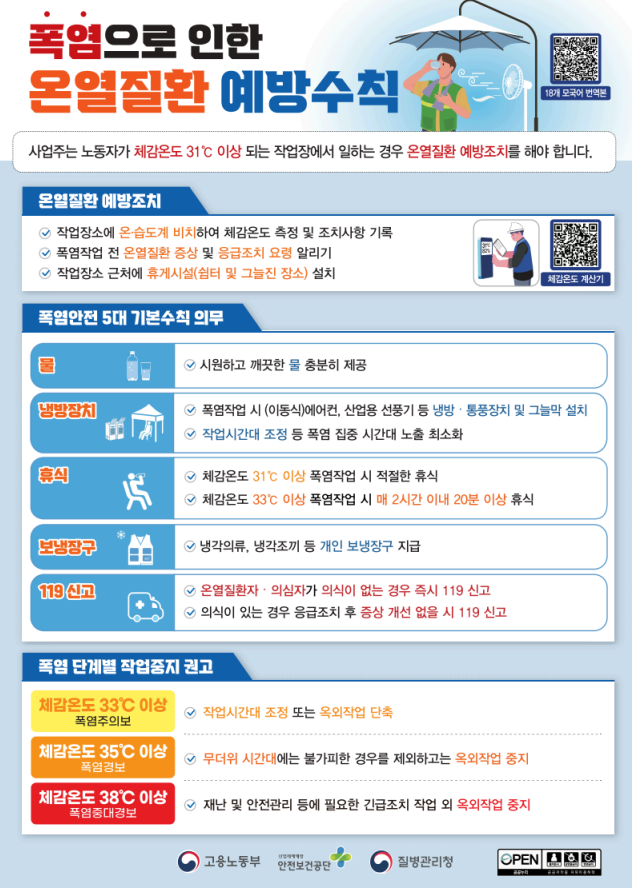 폭염으로 인한
온열질환 예방수칙
18개 모국어 번역본
사업주는 노동자가 체감온도 31℃ 이상 되는 작업장에서 일하는 경우 온열질환 예방조치를 해야 합니다.
온열질환 예방조치
작업장소에 온·습도계 비치하여 체감온도 측정 및 조치사항 기록
폭염작업 전 온열질환 증상 및 응급조치 요령 알리기
작업장소 근처에 휴게시설(쉼터 및 그늘진 장소) 설치
체감온도 계산기
폭염안전 5대 기본수칙 의무
물
시원하고 깨끗한 물 충분히 제공
냉방장치
폭염작업 시 (이동식)에어컨, 산업용 선풍기 등 냉방·통풍장치 및 그늘막 설치
작업시간대 조정 등 폭염 집중 시간대 노출 최소화
휴식
체감온도 31℃ 이상 폭염작업 시 적절한 휴식
체감온도 33℃ 이상 폭염작업 시 매 2시간 이내 20분 이상 휴식
보냉장구
냉각의류, 냉각조끼 등 개인 보냉장구 지급
119 신고
온열질환자·의심자가 의식이 없는 경우 즉시 119 신고
의식이 있는 경우 응급조치 후 증상 개선 없을 시 119 신고
폭염 단계별 작업중지 권고
체감온도 33℃ 이상
폭염주의보
작업시간대 조정 또는 옥외작업 단축
체감온도 35℃ 이상
폭염경보
무더위 시간대에는 불가피한 경우를 제외하고는 옥외작업 중지
체감온도 38℃ 이상
폭염중대경보
재난 및 안전관리 등에 필요한 긴급조치 작업 외 옥외작업 중지
고용노동부
산업재해예방
안전보건공단
질병관리청
OPEN
공공누리